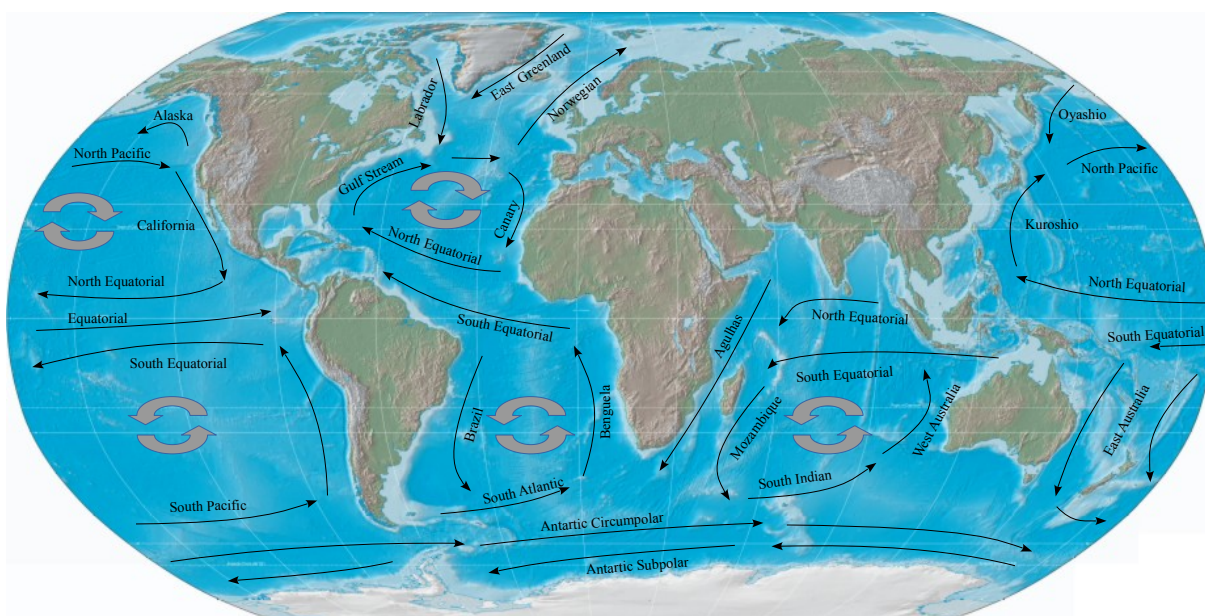 East Greenland
Norwegian
Labrador
Alaska
Oyashio
North Pacific
North Pacific
Gulf Stream
California
Canary
Kuroshio
North Equatorial
North Equatorial
North Equatorial
Equatorial
South Equatorial
North Equatorial
Agulhas
South Equatorial
South Equatorial
South Equatorial
Brazil
Benguela
Mozambique
West Australia
East Australia
South Pacific
South Atlantic
South Indian
Antartic Circumpolar
Antartic Subpolar